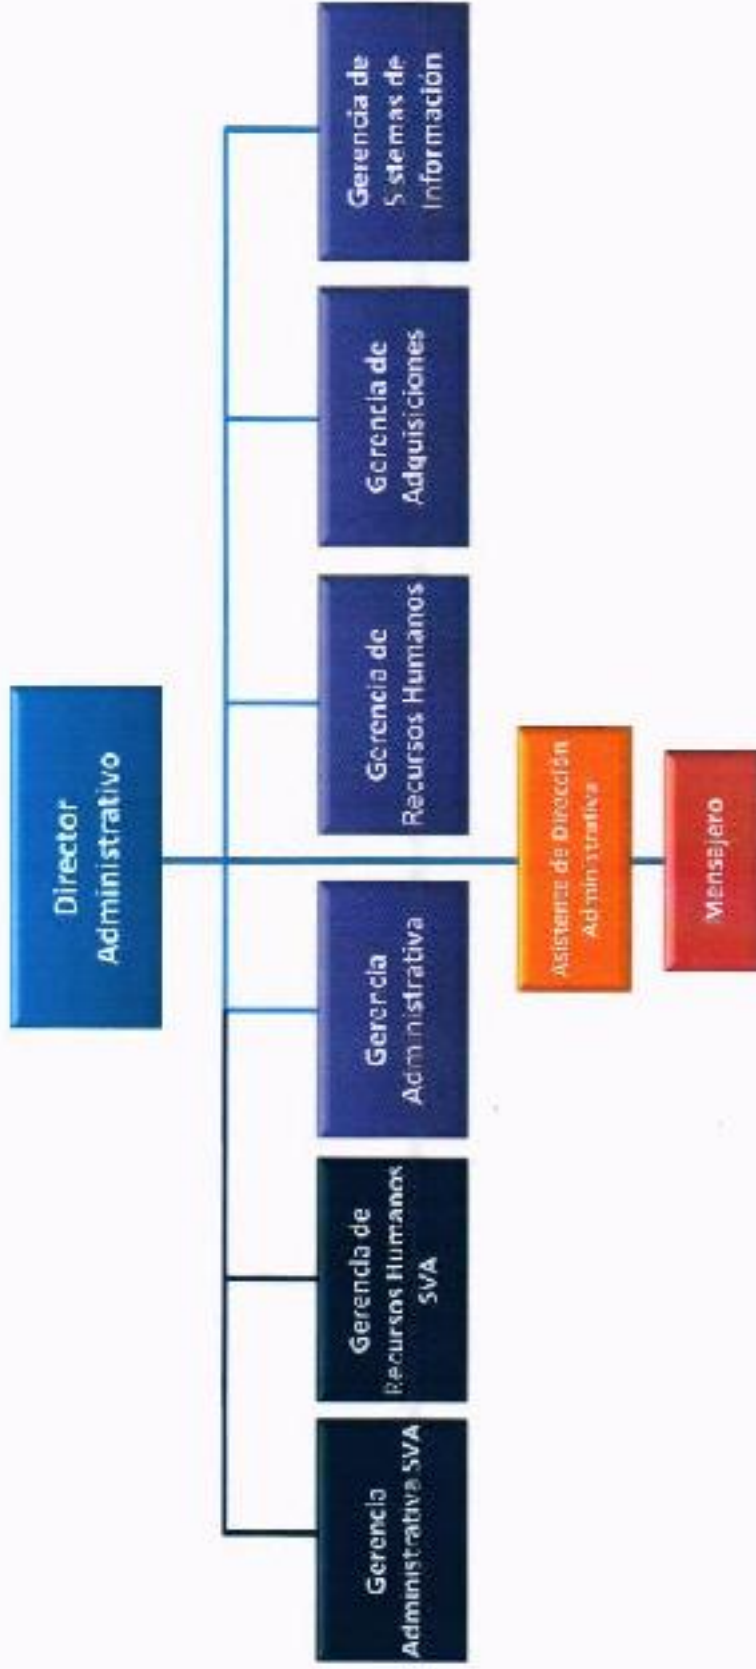 Director
Administrativo
Gerencia
Administrativa SVA
Gerencia de
Recursos Humanos
SVA
Gerencia
Administrativa
Gerencia de
Recursos Humanos
Gerencia de
Adquisiciones
Gerencia de
Sistemas de
Información
Asistente de Dirección
Administrativa
Mensajero